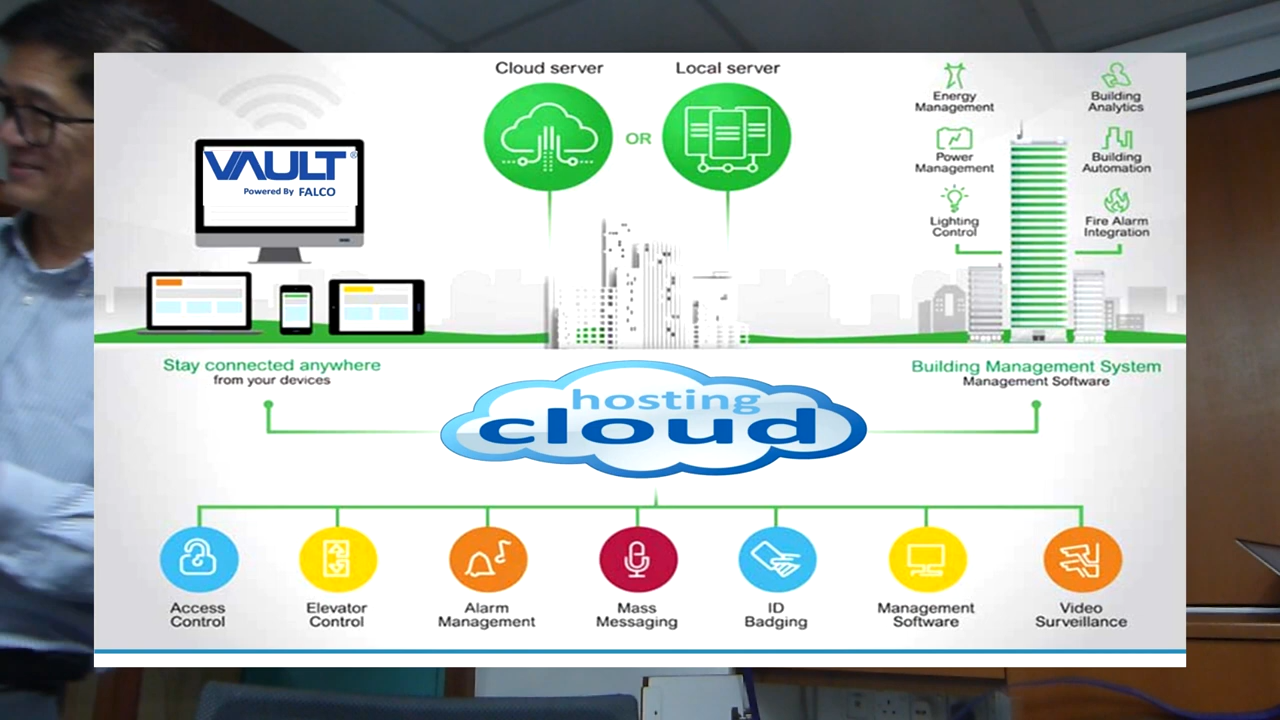 Cloud server
Local server
OR
VAULT®
Powered By FALCO
Energy
Management
Building
Analytics
Power
Management
Building
Automation
Lighting
Control
Fire Alarm
Integration
Stay connected anywhere
from your devices
Building Management System
Management Software
hosting
cloud
Access
Control
Elevator
Control
Alarm
Management
Mass
Messaging
ID
Badging
Management
Software
Video
Surveillance